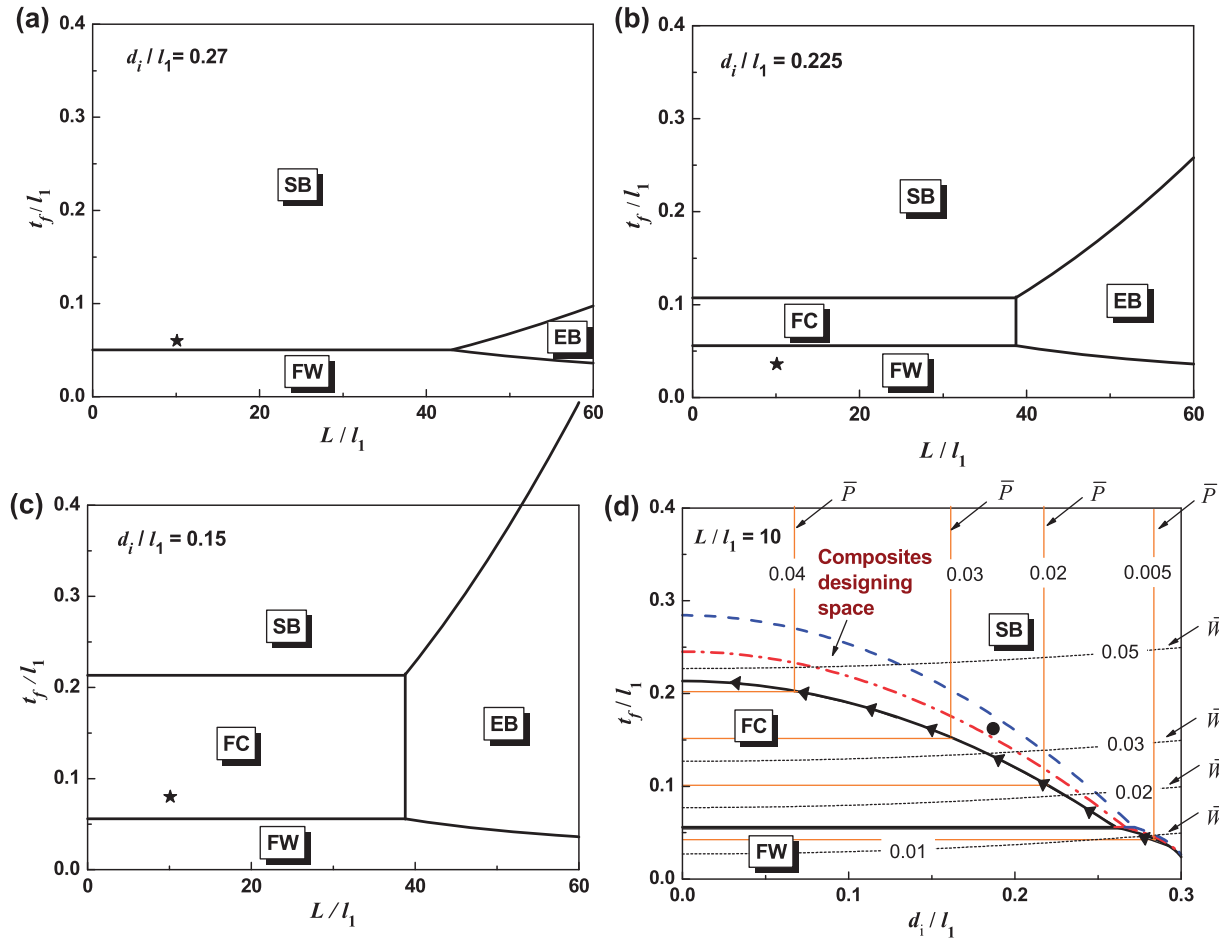 (a)
d_i / l_1 = 0.27
t_f / l_1
0.4
0.3
0.2
0.1
0.0
SB
EB
FW
0 20 40 60
L / l_1
(b)
d_i / l_1 = 0.225
t_f / l_1
0.4
0.3
0.2
0.1
0.0
SB
FC
EB
FW
0 20 40 60
L / l_1
(c)
d_i / l_1 = 0.15
t_f / l_1
0.4
0.3
0.2
0.1
0.0
SB
FC
EB
FW
0 20 40 60
L / l_1
(d)
P̅ P̅ P̅ P̅
L / l_1 = 10
Composites
designing
space
0.04 0.03 0.02 0.005
t_f / l_1
0.4
0.3
0.2
0.1
0.0
SB
FC
FW
0.05
0.03
0.02
0.01
W̅
W̅
W̅
W̅
0.0 0.1 0.2 0.3
d_i / l_1